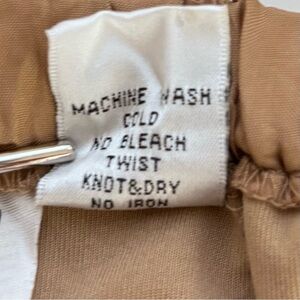 MACHINE WASH
COLD
NO BLEACH
TWIST
KNOT&DRY
NO IRON